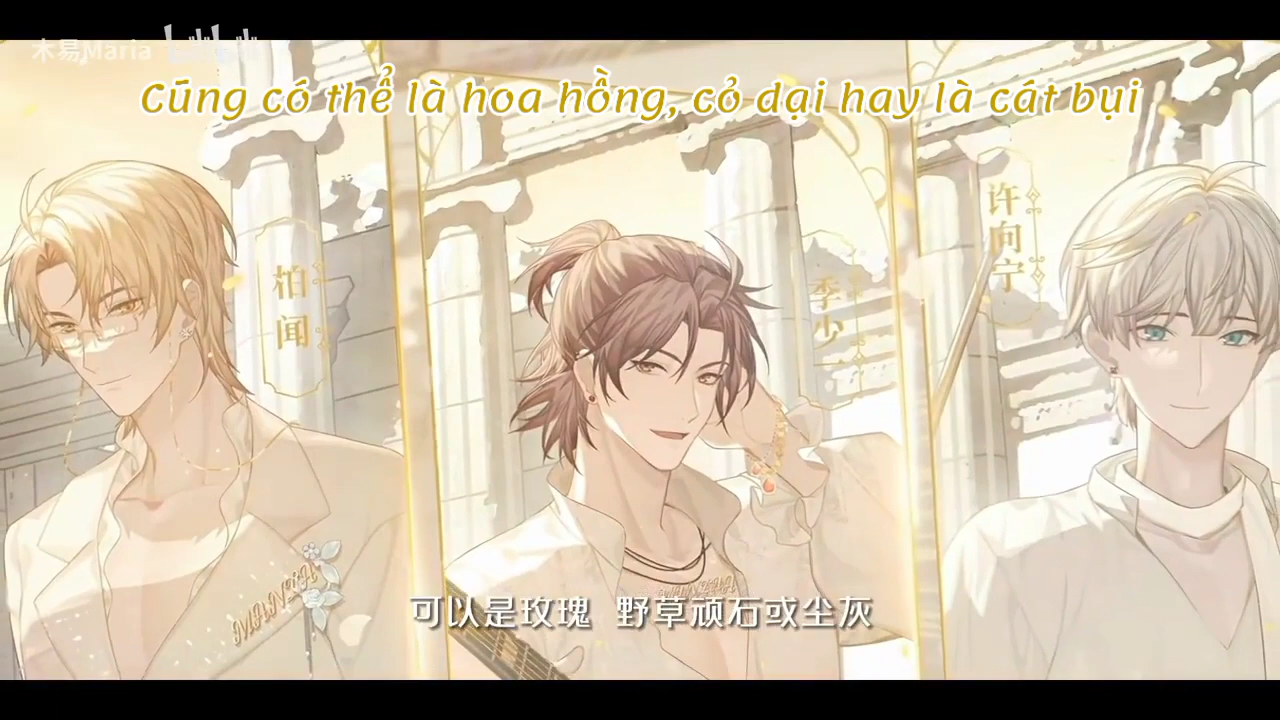 木易Maria
Cũng có thể là hoa hồng, cỏ dại hay là cát bụi
柏闻
季少一
许向宁
可以是玫瑰 野草顽石或尘灰